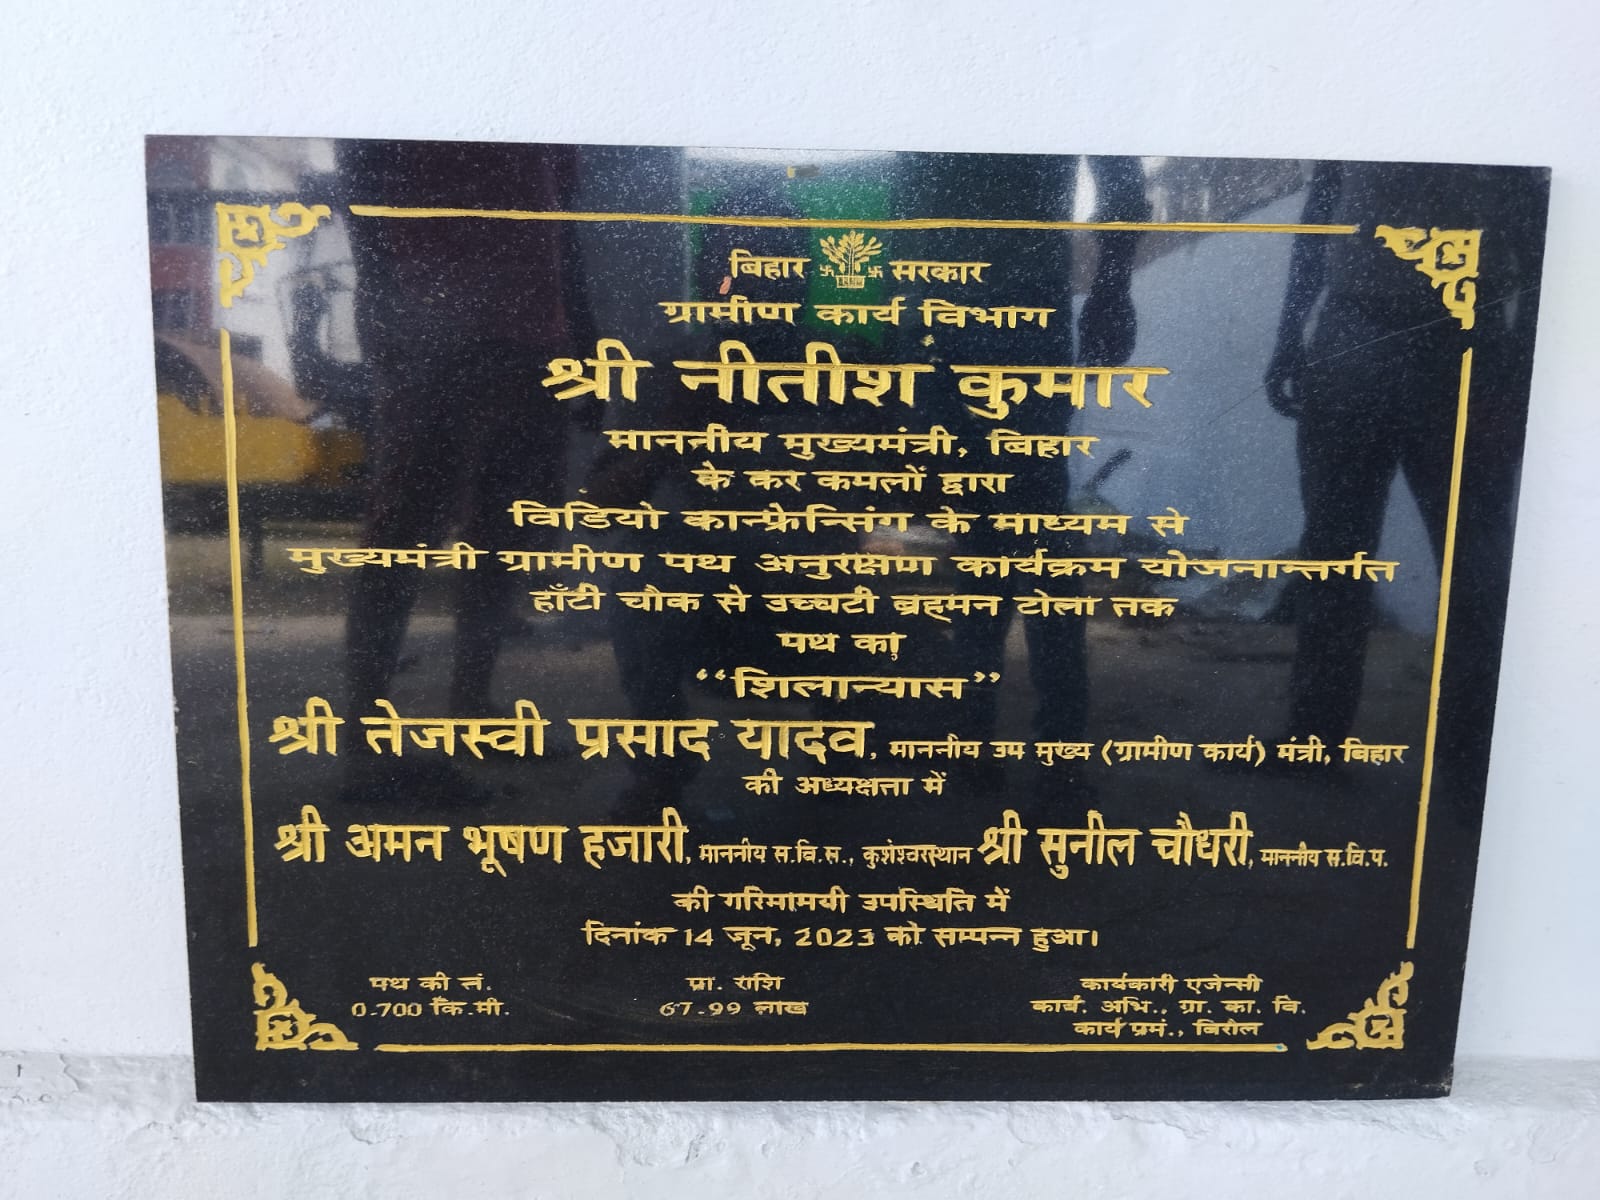 बिहार सरकार
ग्रामीण कार्य विभाग
श्री नीतीश कुमार
माननीय मुख्यमंत्री, बिहार
के कर कमलों द्वारा
विडियो कान्फ्रेन्सिंग के माध्यम से
मुख्यमंत्री ग्रामीण पथ अनुरक्षण कार्यक्रम योजनान्तर्गत
हाँटी चौक से उच्चटी ब्रहमन टोला तक
पथ का
“शिलान्यास”
श्री तेजस्वी प्रसाद यादव, माननीय उप मुख्य (ग्रामीण कार्य) मंत्री, बिहार
की अध्यक्षता में
श्री अमन भूषण हजारी, माननीय स.वि.स., कुशेश्वरस्थान श्री सुनील चौधरी, माननीय स.वि.प.
की गरिमामयी उपस्थिति में
दिनांक 14 जून, 2023 को सम्पन्न हुआ।
पथ की लं. प्रा. राशि कार्यकारी एजेन्सी
0.700 कि.मी. 67.99 लाख कार्य. अभि., ग्रा. का. वि.
कार्य प्रमं., बिरौल